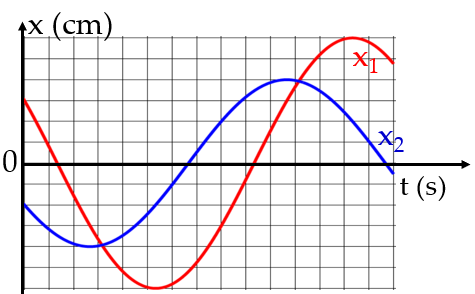 x (cm)
x₁
x₂
0
t (s)